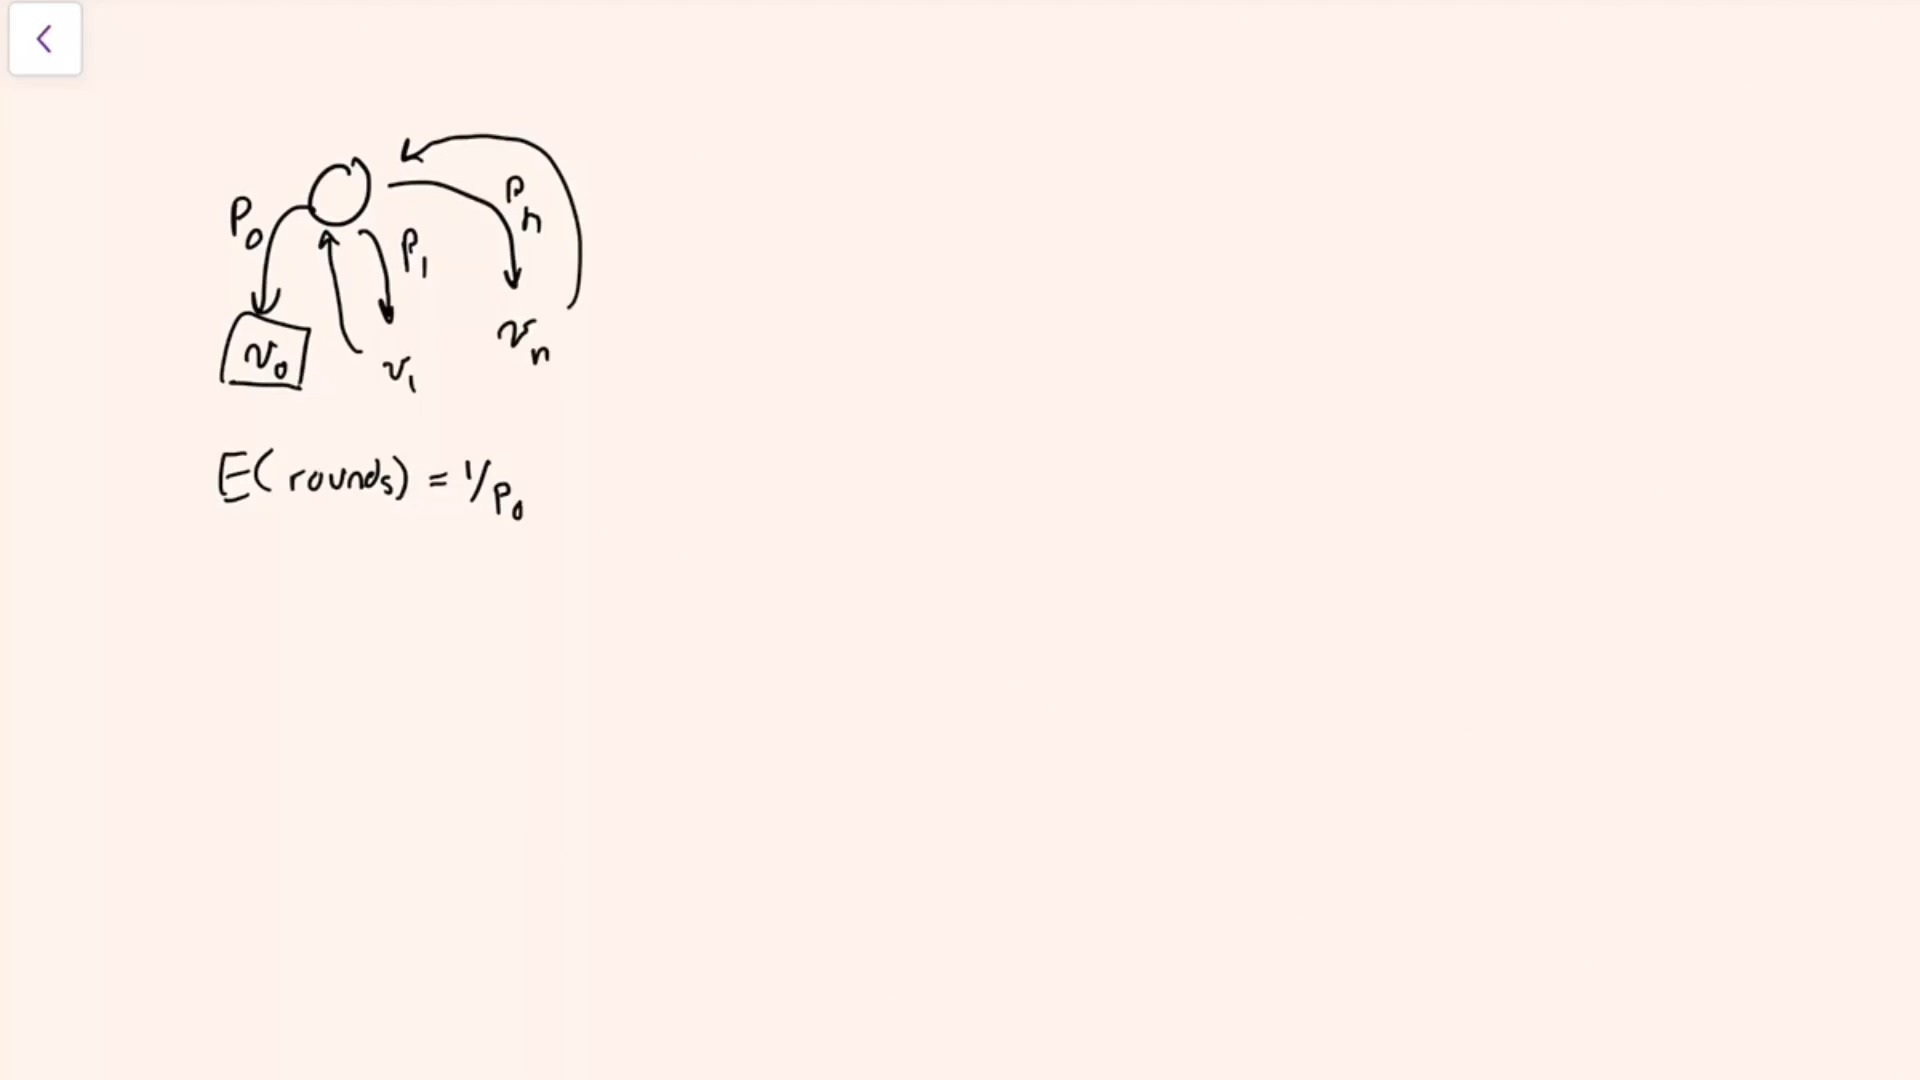 P₀
P₁
Pₙ
v₀
v₁
vₙ
E(rounds) = 1/P₀